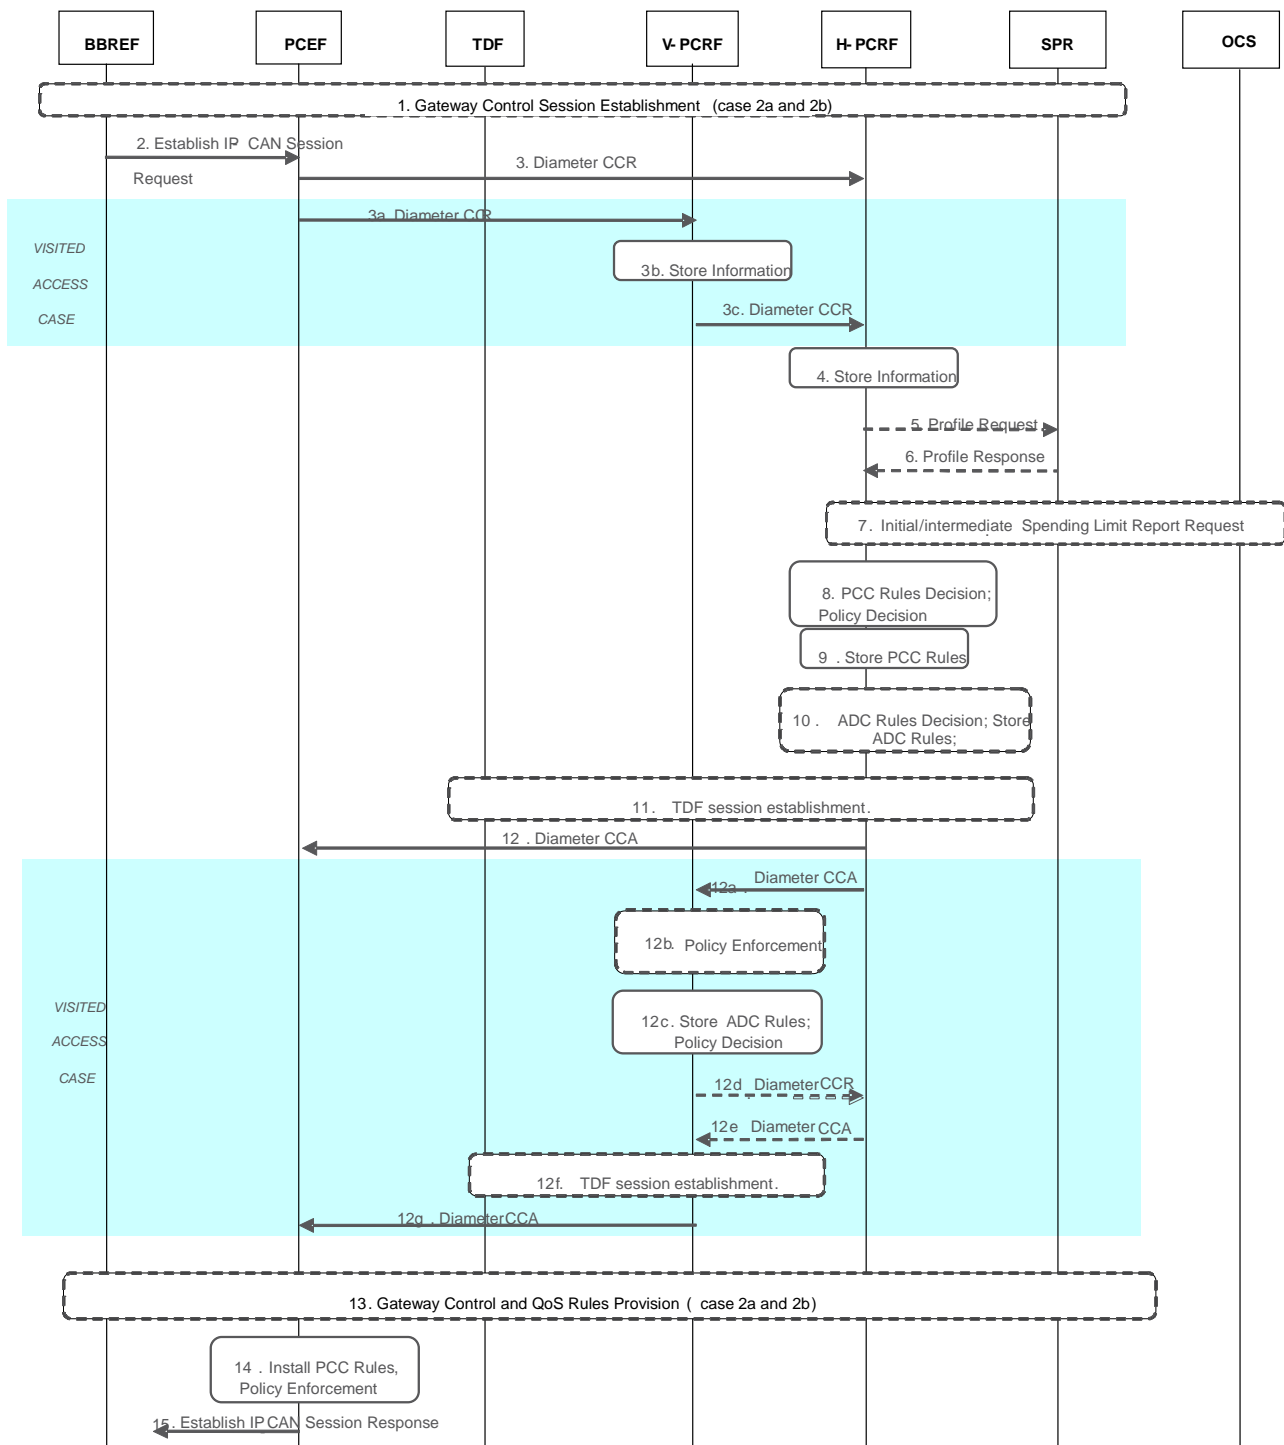 BBREF
PCEF
TDF
V- PCRF
H- PCRF
SPR
OCS
1. Gateway Control Session Establishment (case 2a and 2b)
2. Establish IP CAN Session
Request
3. Diameter CCR
3a. Diameter CCR
VISITED
ACCESS
CASE
3b. Store Information
3c. Diameter CCR
4. Store Information
5. Profile Request
6. Profile Response
7. Initial/intermediate Spending Limit Report Request
8. PCC Rules Decision;
Policy Decision
9 . Store PCC Rules
10 . ADC Rules Decision; Store
ADC Rules;
11. TDF session establishment.
12 . Diameter CCA
12a . Diameter CCA
12b. Policy Enforcement
VISITED
ACCESS
CASE
12c. Store ADC Rules;
Policy Decision
12d Diameter CCR
12e Diameter CCA
12f. TDF session establishment.
12g . Diameter CCA
13. Gateway Control and QoS Rules Provision ( case 2a and 2b)
14 . Install PCC Rules,
Policy Enforcement
15. Establish IP CAN Session Response